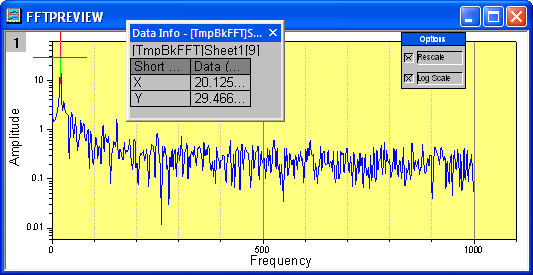 FFTPREVIEW
1
Data Info - [TmpBkFFT]S...
[TmpBkFFT]Sheet1[9]
Short ... Data (...
X 20.125...
Y 29.466...
Options
Rescale
Log Scale
10
1
0.1
0.01
Amplitude
0 500 1000
Frequency